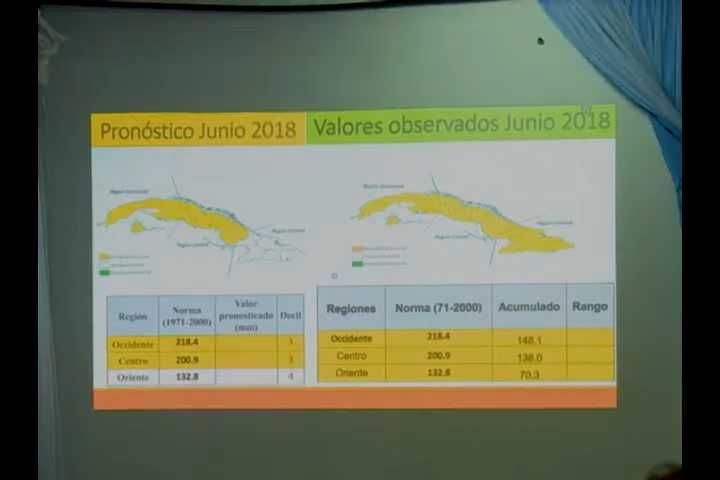 Pronóstico Junio 2018
Valores observados Junio 2018
Región
Norma (1971-2000)
Valor pronosticado (mm)
Decil
Occidente 218.4 3
Centro 200.9 3
Oriente 132.8 4
Regiones Norma (71-2000) Acumulado Rango
Occidente 218.4 148.1
Centro 200.9 136.0
Oriente 132.8 70.3